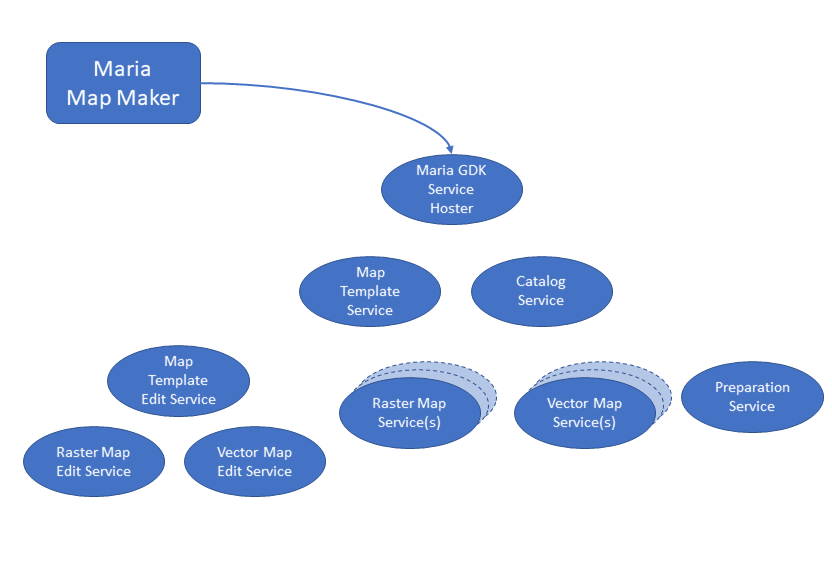 Maria
Map Maker
Maria GDK
Service
Hoster
Map
Template
Service
Catalog
Service
Map
Template
Edit Service
Raster Map
Service(s)
Vector Map
Service(s)
Preparation
Service
Raster Map
Edit Service
Vector Map
Edit Service